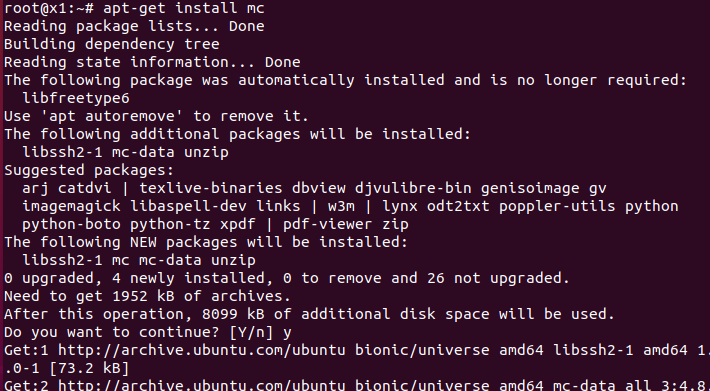 root@x1:~# apt-get install mc
Reading package lists... Done
Building dependency tree
Reading state information... Done
The following package was automatically installed and is no longer required:
  libfreetype6
Use 'apt autoremove' to remove it.
The following additional packages will be installed:
  libssh2-1 mc-data unzip
Suggested packages:
  arj catdvi | texlive-binaries dbview djvulibre-bin genisoimage gv
  imagemagick libaspell-dev links | w3m | lynx odt2txt poppler-utils python
  python-boto python-tz xpdf | pdf-viewer zip
The following NEW packages will be installed:
  libssh2-1 mc mc-data unzip
0 upgraded, 4 newly installed, 0 to remove and 26 not upgraded.
Need to get 1952 kB of archives.
After this operation, 8099 kB of additional disk space will be used.
Do you want to continue? [Y/n] y
Get:1 http://archive.ubuntu.com/ubuntu bionic/universe amd64 libssh2-1 amd64 1.
.0-1 [73.2 kB]
Get:2 http://archive.ubuntu.com/ubuntu bionic/universe amd64 mc-data all 3:4.8